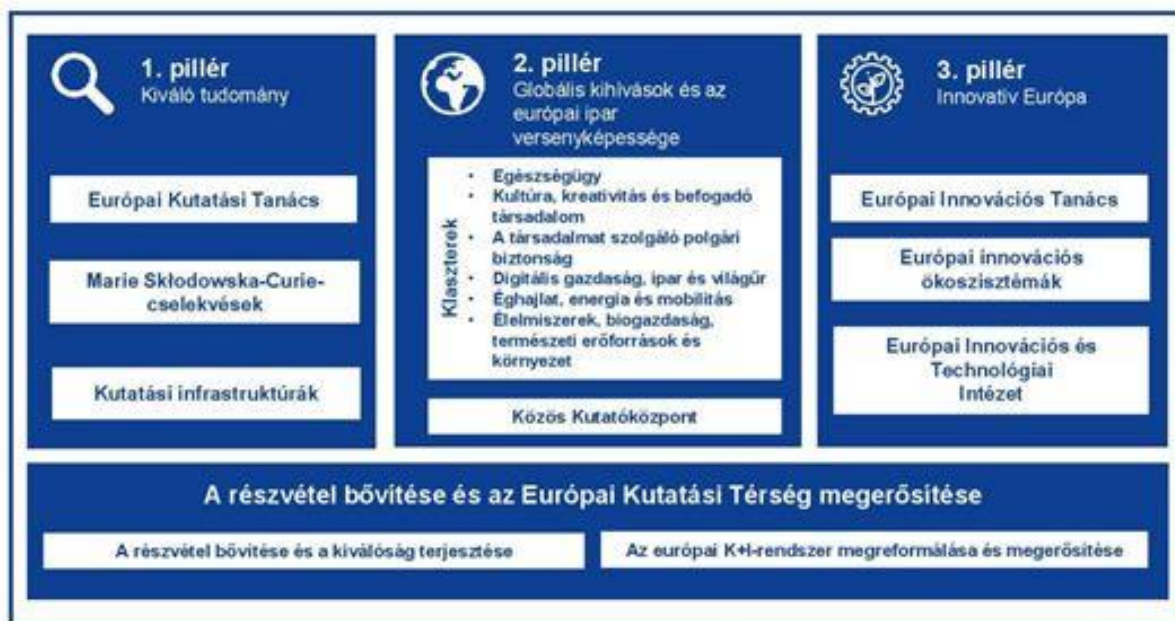 1. pillér
Kiváló tudomány
Európai Kutatási Tanács
Marie Skłodowska-Curie-
cselekvések
Kutatási infrastruktúrák
2. pillér
Globális kihívások és az
európai ipar
versenyképessége
Klaszterek
• Egészségügy
• Kultúra, kreativitás és befogadó
társadalom
• A társadalmat szolgáló polgári
biztonság
• Digitális gazdaság, ipar és világűr
• Éghajlat, energia és mobilitás
• Élelmiszerek, biogazdaság,
természeti erőforrások és
környezet
Közös Kutatóközpont
3. pillér
Innovatív Európa
Európai Innovációs Tanács
Európai innovációs
ökoszisztémák
Európai Innovációs és
Technológiai
Intézet
A részvétel bővítése és az Európai Kutatási Térség megerősítése
A részvétel bővítése és a kiválóság terjesztése
Az európai K+I-rendszer megreformálása és megerősítése